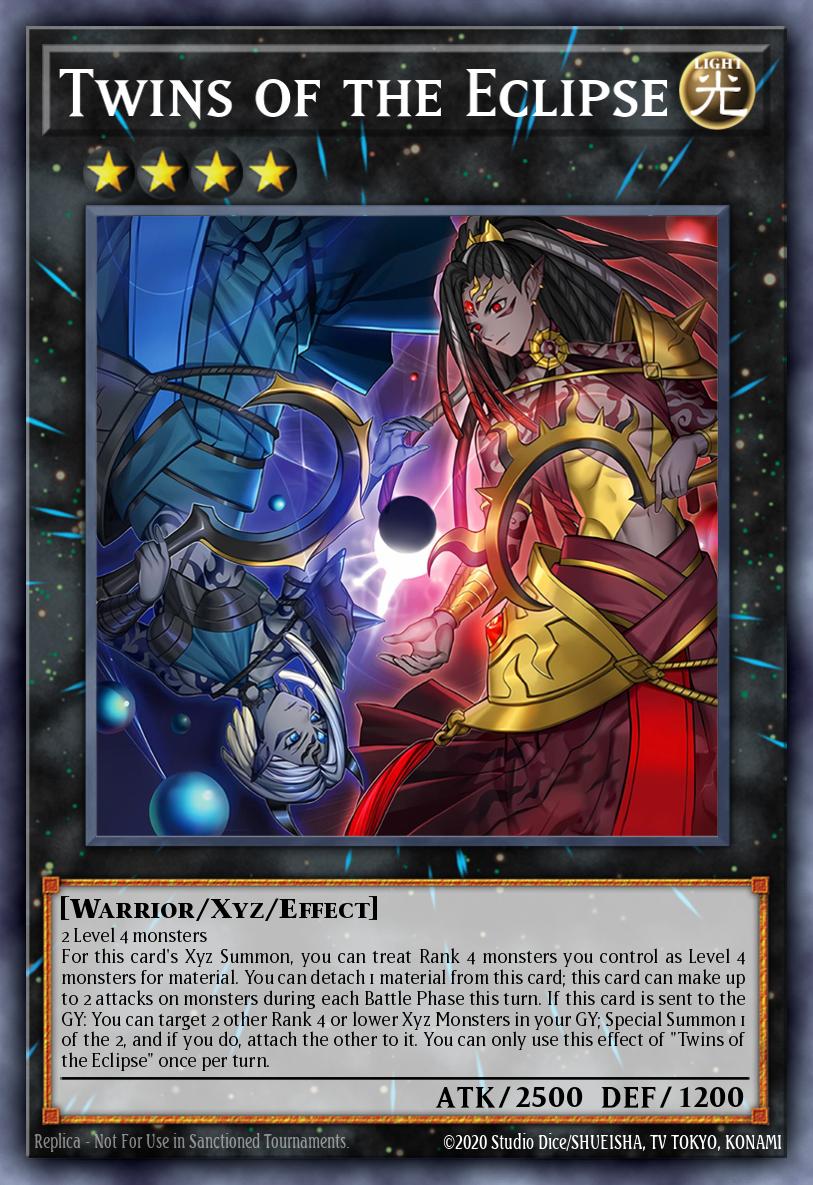 Twins of the Eclipse
LIGHT
光
[Warrior/Xyz/Effect]
2 Level 4 monsters
For this card's Xyz Summon, you can treat Rank 4 monsters you control as Level 4
monsters for material. You can detach 1 material from this card; this card can make up
to 2 attacks on monsters during each Battle Phase this turn. If this card is sent to the
GY: You can target 2 other Rank 4 or lower Xyz Monsters in your GY; Special Summon 1
of the 2, and if you do, attach the other to it. You can only use this effect of "Twins of
the Eclipse" once per turn.
ATK/2500 DEF/1200
Replica - Not For Use in Sanctioned Tournaments.
©2020 Studio Dice/SHUEISHA, TV TOKYO, KONAMI